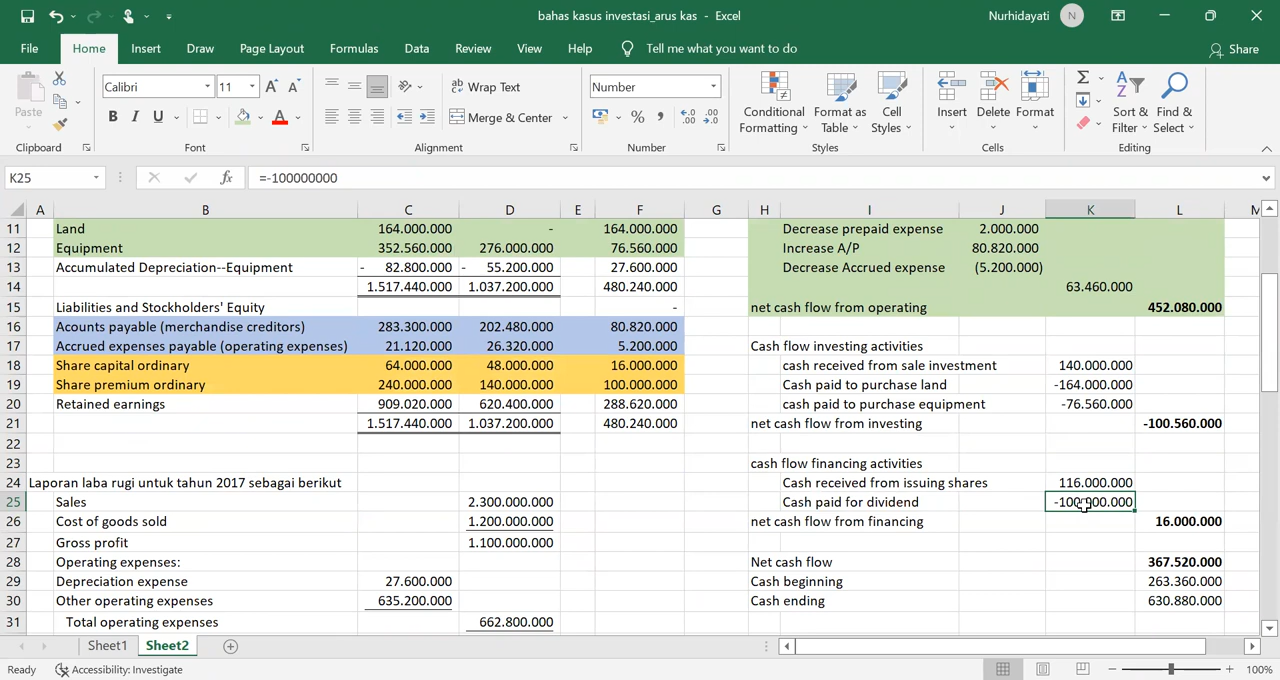 bahas kasus investasi_arus kas - Excel
Nurhidayati N
File Home Insert Draw Page Layout Formulas Data Review View Help Tell me what you want to do Share
Paste Calibri 11 A A Wrap Text Number Conditional Formatting Format as Table Cell Styles Insert Delete Format Sort & Filter Find & Select
B I U A Merge & Center % ,
Clipboard Font Alignment Number Styles Cells Editing
K25 fx =-100000000
A B C D E F G H I J K L M
11 Land 164.000.000 - 164.000.000 Decrease prepaid expense 2.000.000
12 Equipment 352.560.000 276.000.000 76.560.000 Increase A/P 80.820.000
13 Accumulated Depreciation--Equipment - 82.800.000 - 55.200.000 27.600.000 Decrease Accrued expense (5.200.000)
14 1.517.440.000 1.037.200.000 480.240.000 63.460.000
15 Liabilities and Stockholders' Equity - net cash flow from operating 452.080.000
16 Acounts payable (merchandise creditors) 283.300.000 202.480.000 80.820.000
17 Accrued expenses payable (operating expenses) 21.120.000 26.320.000 5.200.000 Cash flow investing activities
18 Share capital ordinary 64.000.000 48.000.000 16.000.000 cash received from sale investment 140.000.000
19 Share premium ordinary 240.000.000 140.000.000 100.000.000 Cash paid to purchase land -164.000.000
20 Retained earnings 909.020.000 620.400.000 288.620.000 cash paid to purchase equipment -76.560.000
21 1.517.440.000 1.037.200.000 480.240.000 net cash flow from investing -100.560.000
22
23 cash flow financing activities
24 Laporan laba rugi untuk tahun 2017 sebagai berikut Cash received from issuing shares 116.000.000
25 Sales 2.300.000.000 Cash paid for dividend -100.000.000
26 Cost of goods sold 1.200.000.000 net cash flow from financing 16.000.000
27 Gross profit 1.100.000.000
28 Operating expenses: Net cash flow 367.520.000
29 Depreciation expense 27.600.000 Cash beginning 263.360.000
30 Other operating expenses 635.200.000 Cash ending 630.880.000
31 Total operating expenses 662.800.000
Sheet1 Sheet2
Ready Accessibility: Investigate 100%